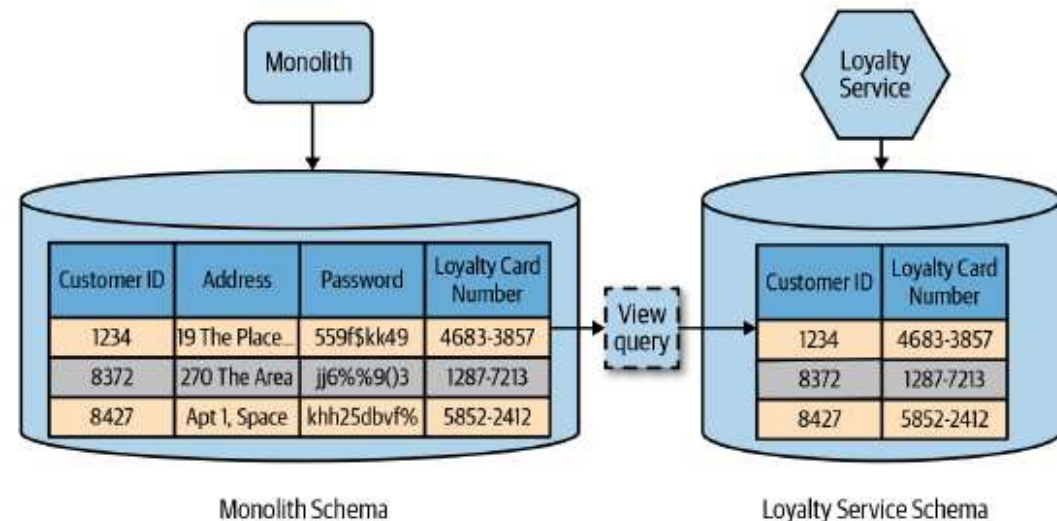 Monolith
Loyalty
Service
Customer ID Address Password Loyalty Card
Number
1234 19 The Place... 559f$kk49 4683-3857
8372 270 The Area jj6%%9()3 1287-7213
8427 Apt 1, Space khh25dbvf% 5852-2412
View
query
Customer ID Loyalty Card
Number
1234 4683-3857
8372 1287-7213
8427 5852-2412
Monolith Schema
Loyalty Service Schema